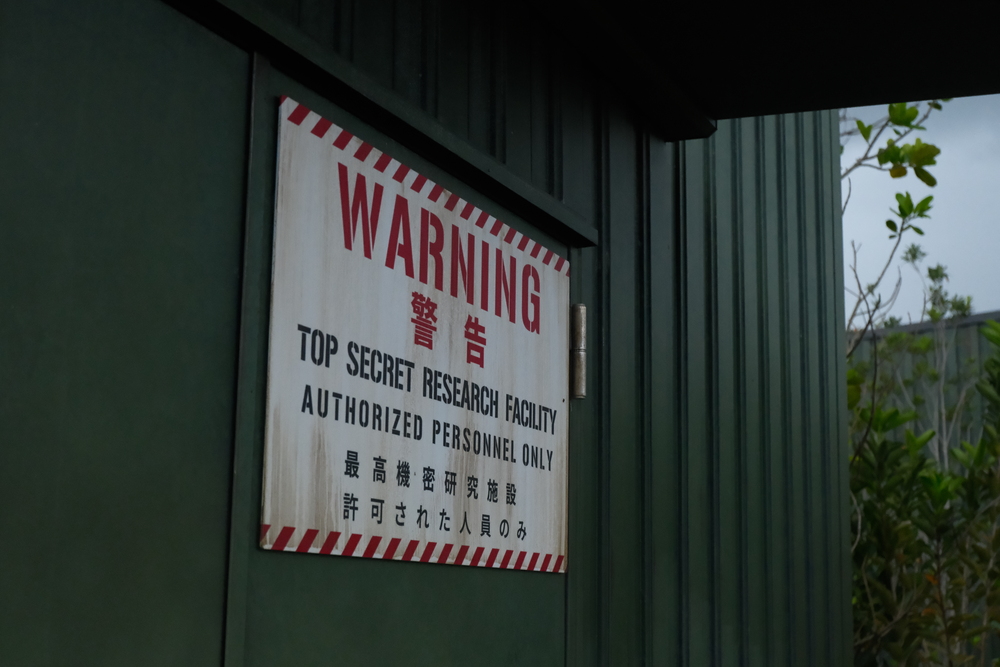 WARNING
警告
TOP SECRET RESEARCH FACILITY
AUTHORIZED PERSONNEL ONLY
最高機密研究施設
許可された人員のみ